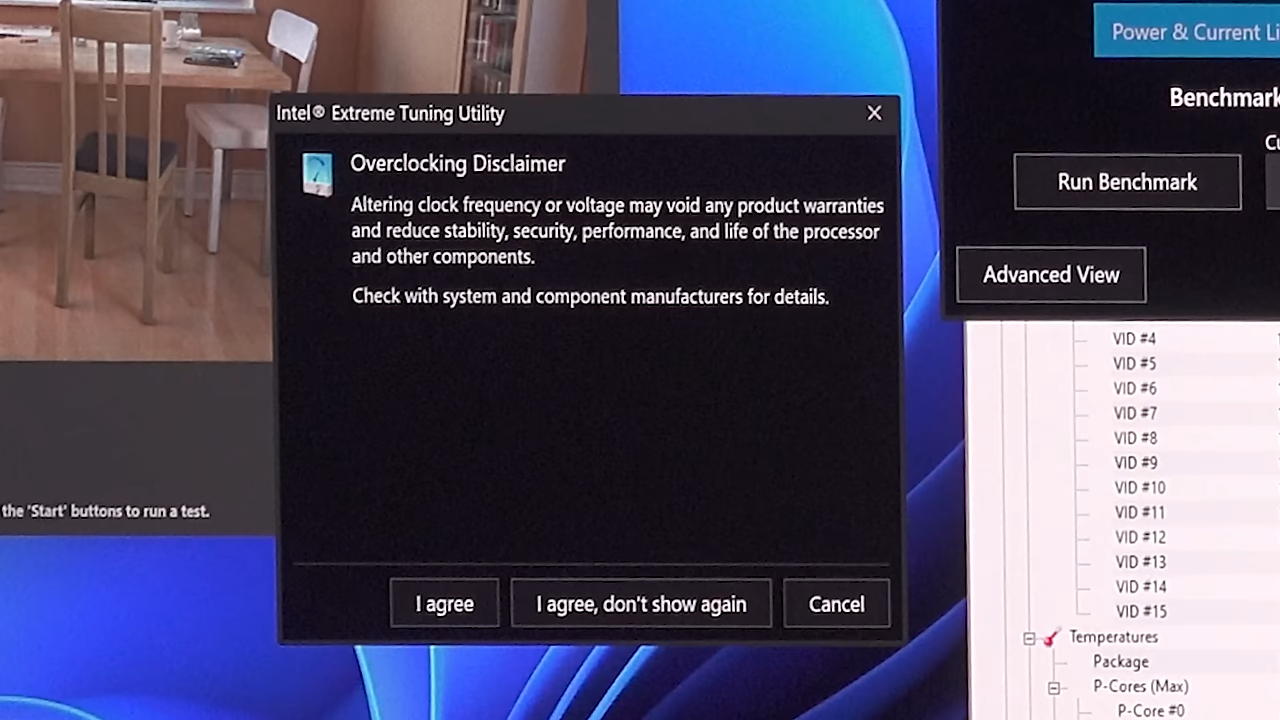 Intel® Extreme Tuning Utility
Overclocking Disclaimer
Altering clock frequency or voltage may void any product warranties
and reduce stability, security, performance, and life of the processor
and other components.
Check with system and component manufacturers for details.
I agree
I agree, don't show again
Cancel
the 'Start' buttons to run a test.
Power & Current Li
Benchmark
Cu
Run Benchmark
Advanced View
VID #4
VID #5
VID #6
VID #7
VID #8
VID #9
VID #10
VID #11
VID #12
VID #13
VID #14
VID #15
Temperatures
Package
P-Cores (Max)
P-Core #0